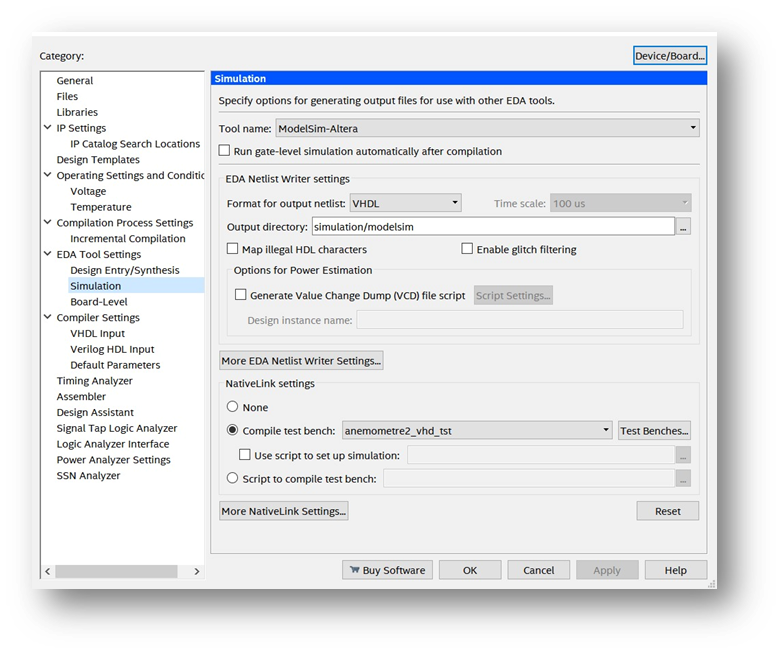 Category:
Device/Board...
General
Files
Libraries
IP Settings
IP Catalog Search Locations
Design Templates
Operating Settings and Conditic
Voltage
Temperature
Compilation Process Settings
Incremental Compilation
EDA Tool Settings
Design Entry/Synthesis
Simulation
Board-Level
Compiler Settings
VHDL Input
Verilog HDL Input
Default Parameters
Timing Analyzer
Assembler
Design Assistant
Signal Tap Logic Analyzer
Logic Analyzer Interface
Power Analyzer Settings
SSN Analyzer
Simulation
Specify options for generating output files for use with other EDA tools.
Tool name: ModelSim-Altera
Run gate-level simulation automatically after compilation
EDA Netlist Writer settings
Format for output netlist: VHDL Time scale: 100 us
Output directory: simulation/modelsim ...
Map illegal HDL characters Enable glitch filtering
Options for Power Estimation
Generate Value Change Dump (VCD) file script Script Settings...
Design instance name:
More EDA Netlist Writer Settings...
NativeLink settings
None
Compile test bench: anemometre2_vhd_tst Test Benches...
Use script to set up simulation: ...
Script to compile test bench: ...
More NativeLink Settings... Reset
Buy Software OK Cancel Apply Help